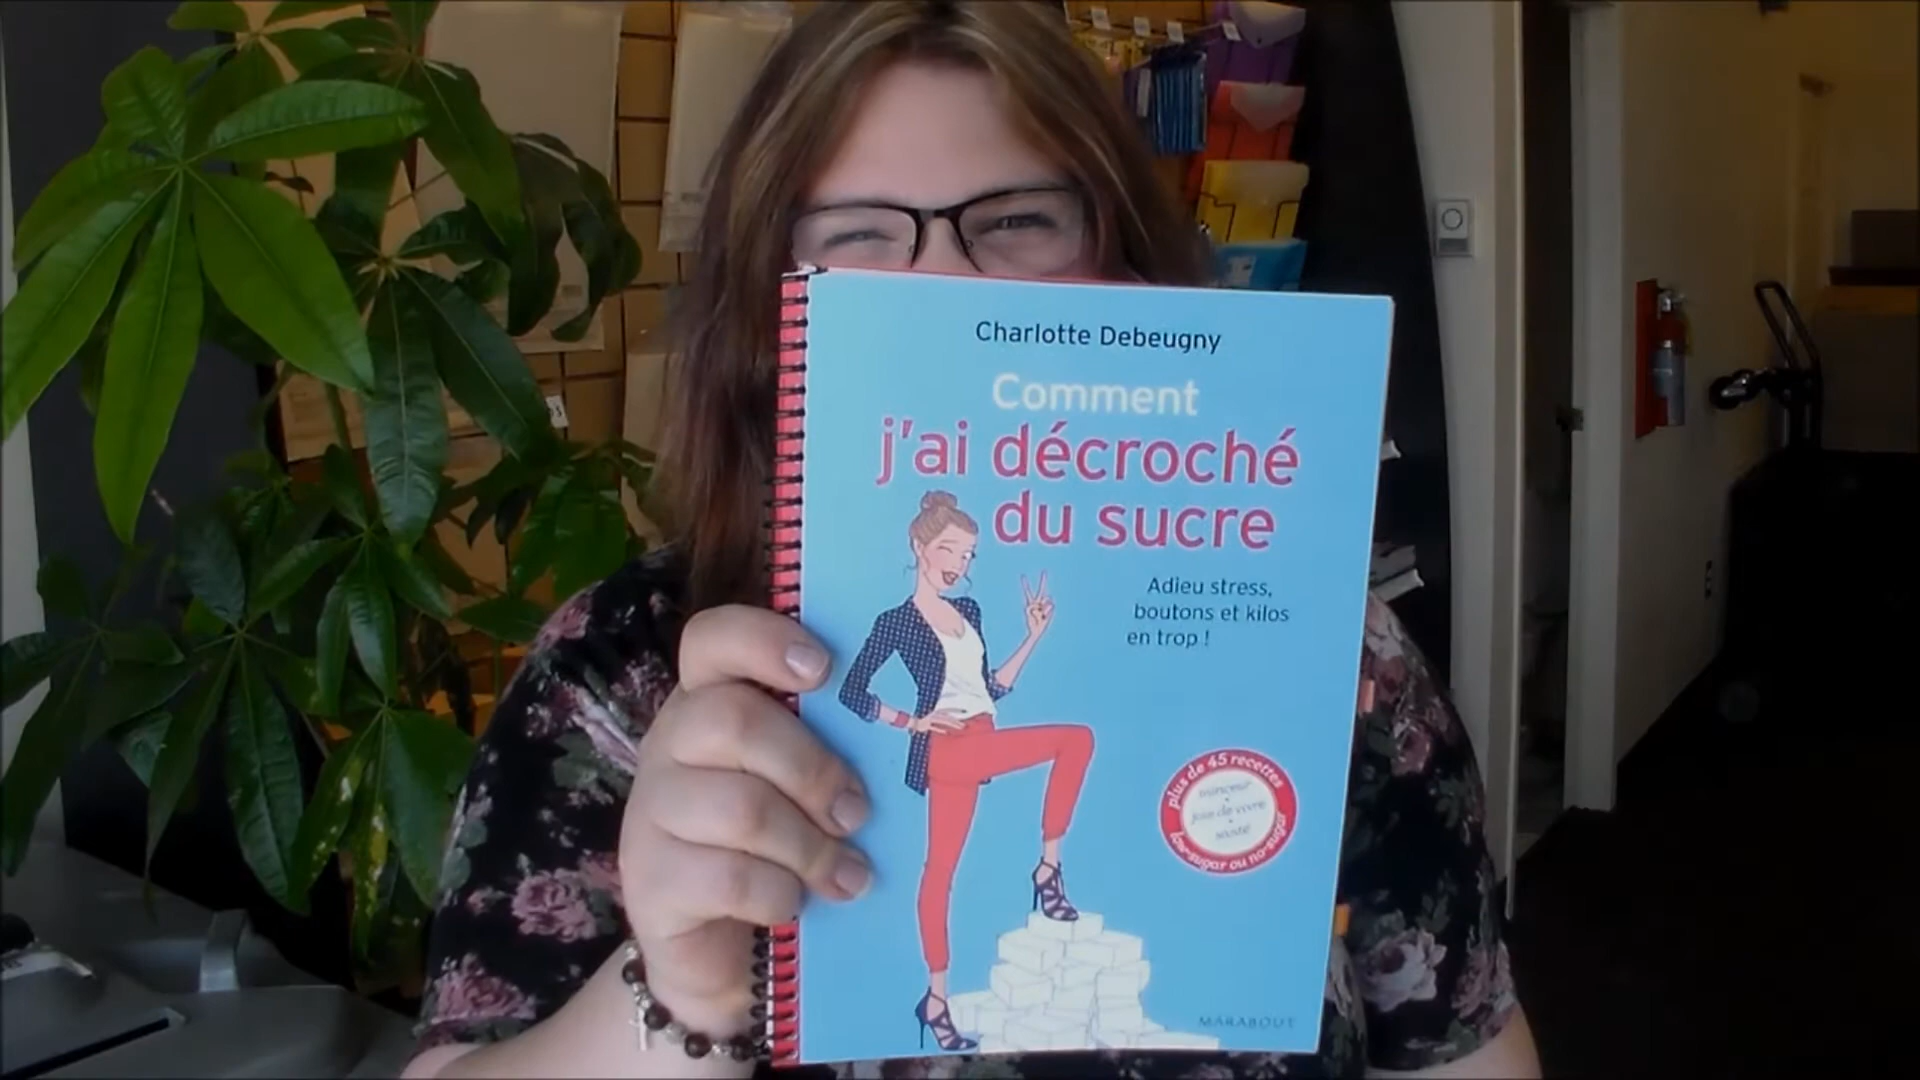 Charlotte Debeugny
Comment
j'ai décroché
du sucre
Adieu stress,
boutons et kilos
en trop !
plus de 45 recettes
minceur
joie de vivre
santé
low-sugar ou no-sugar
MARABOUT